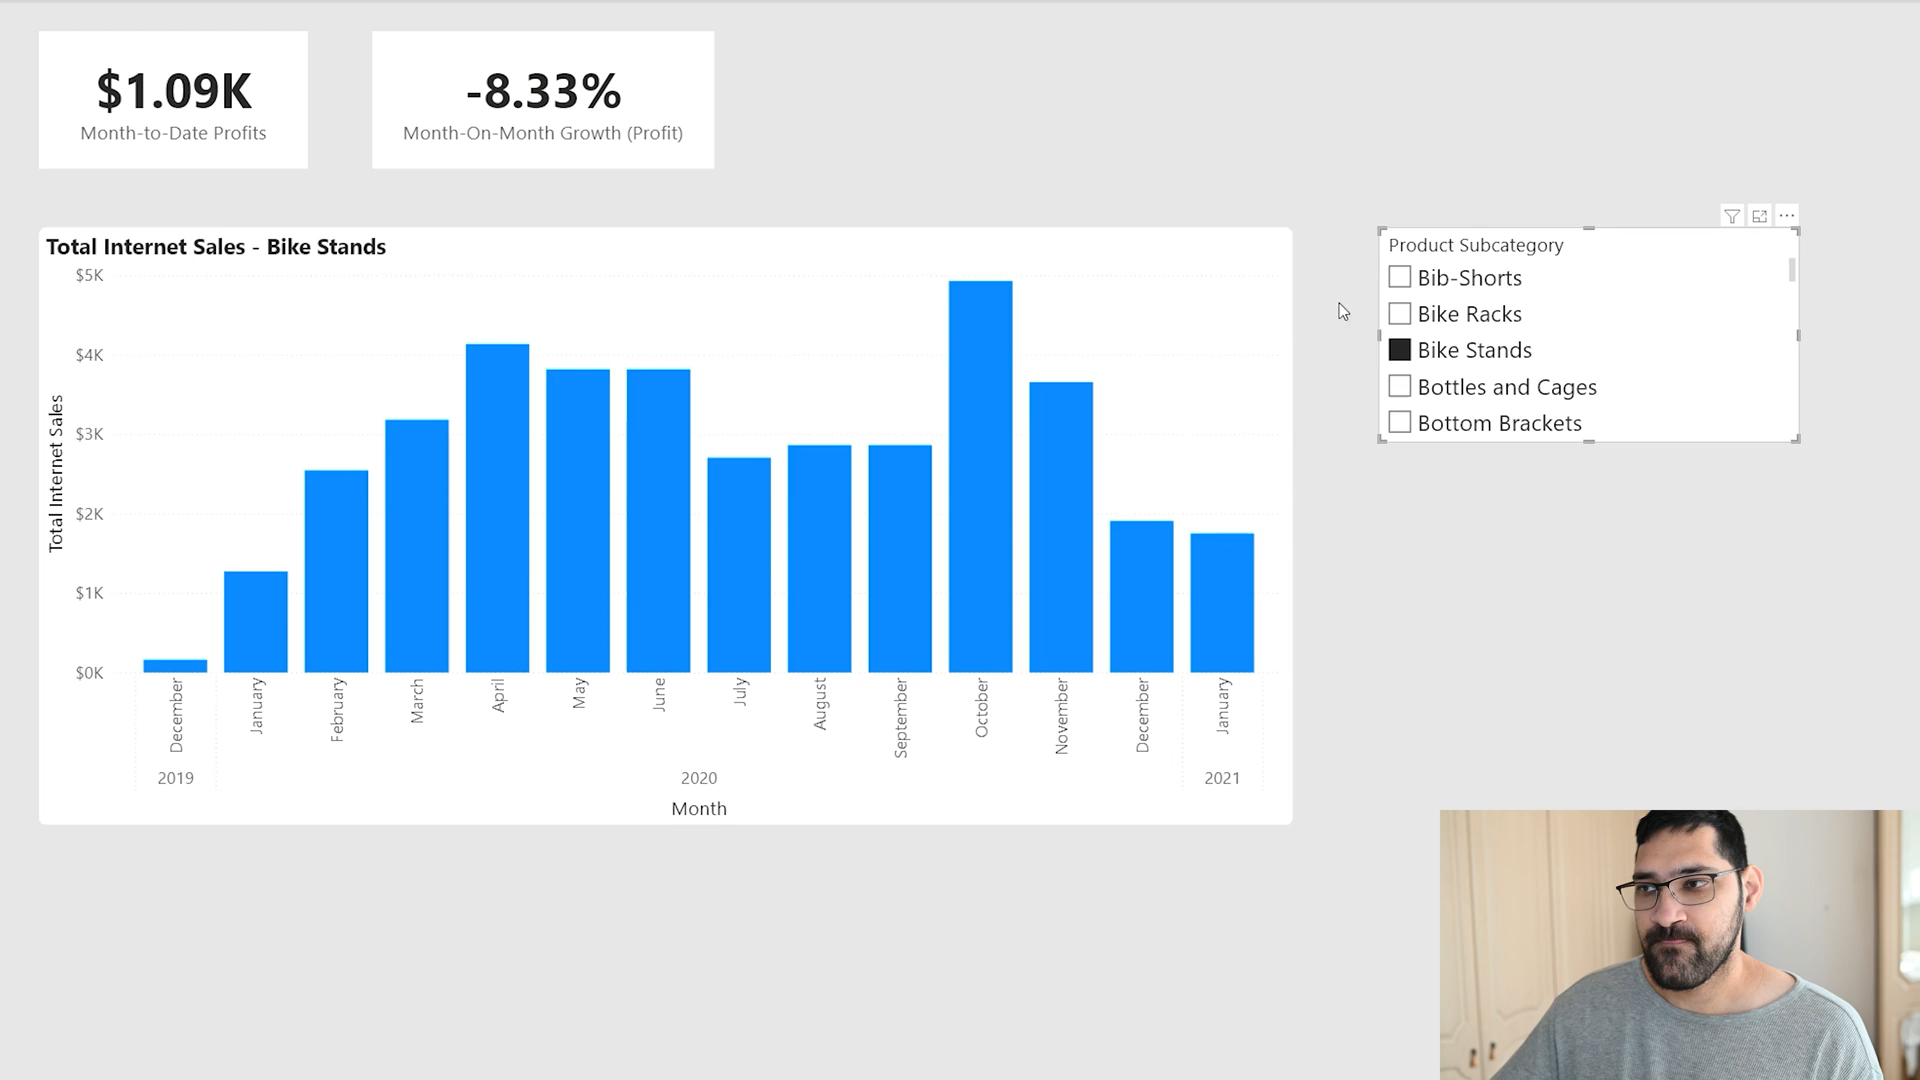 $1.09K
Month-to-Date Profits
-8.33%
Month-On-Month Growth (Profit)
Total Internet Sales - Bike Stands
$5K
$4K
$3K
$2K
$1K
$0K
Total Internet Sales
December
January
February
March
April
May
June
July
August
September
October
November
December
January
2019
2020
2021
Month
Product Subcategory
Bib-Shorts
Bike Racks
Bike Stands
Bottles and Cages
Bottom Brackets